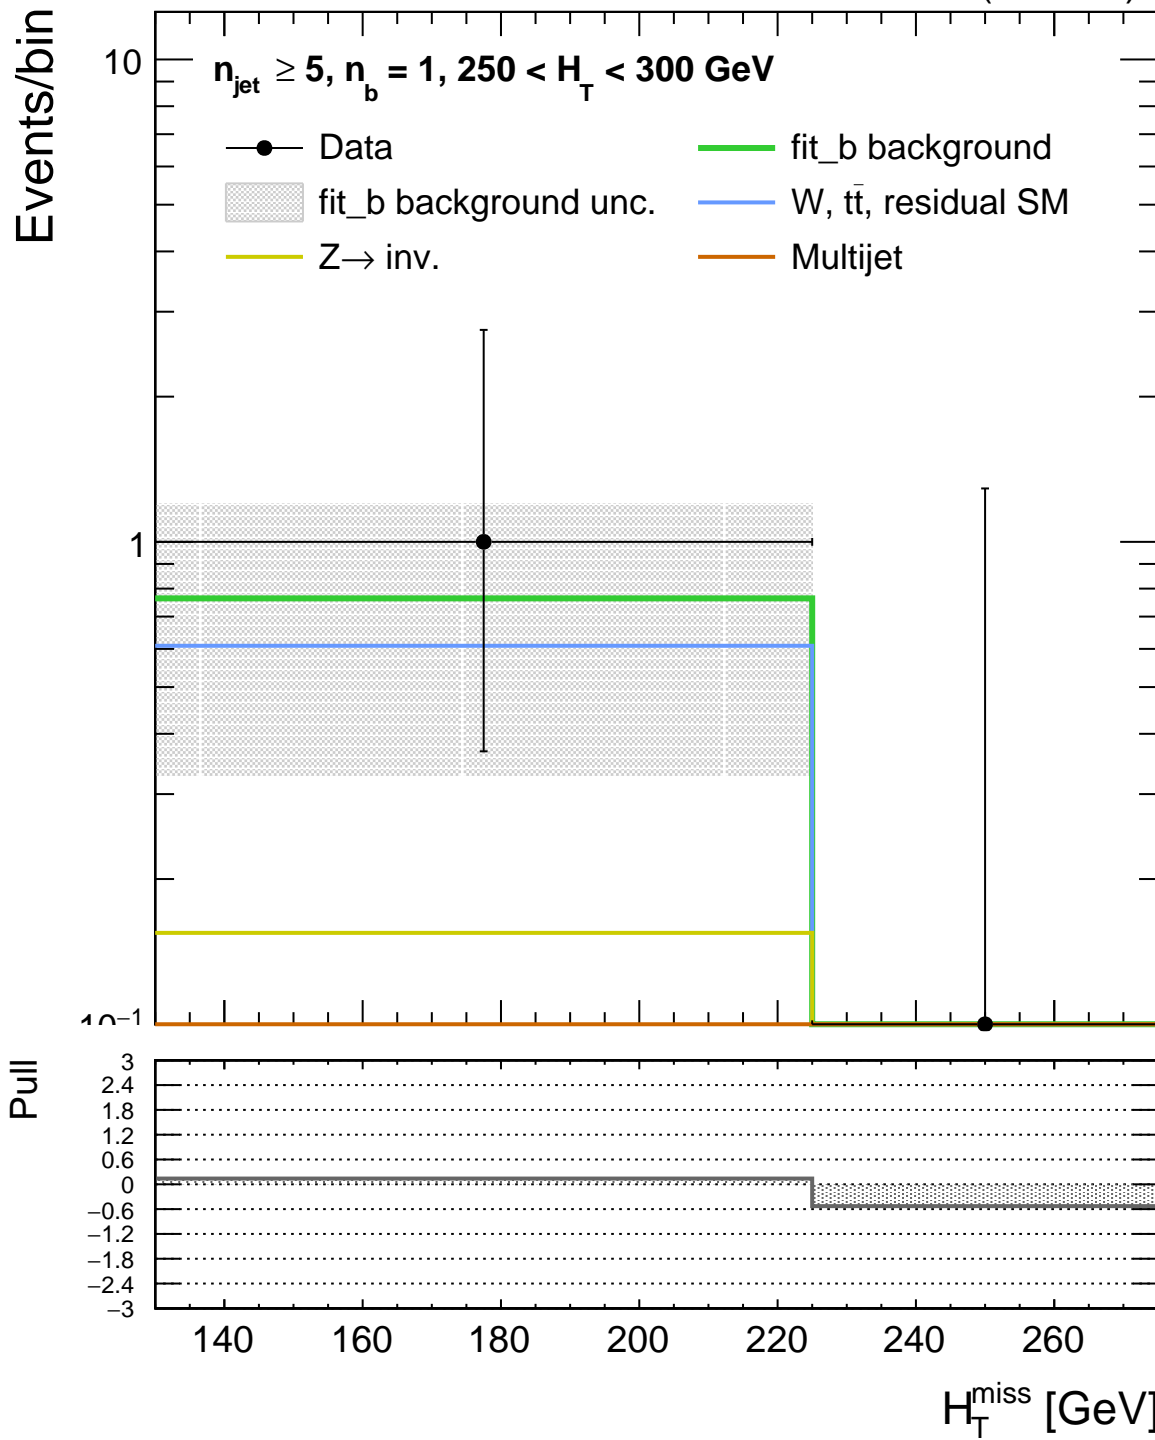 Events/bin
10
n_jet ≥ 5, n_b = 1, 250 < H_T < 300 GeV
Data
fit_b background
fit_b background unc.
W, tt̄, residual SM
Z→ inv.
Multijet
1
10⁻¹
Pull
3
2.4
1.8
1.2
0.6
0
−0.6
−1.2
−1.8
−2.4
−3
140 160 180 200 220 240 260
H_T^miss [GeV]